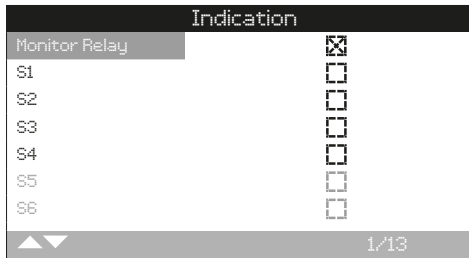 Indication
Monitor Relay
S1
S2
S3
S4
S5
S6
1/13